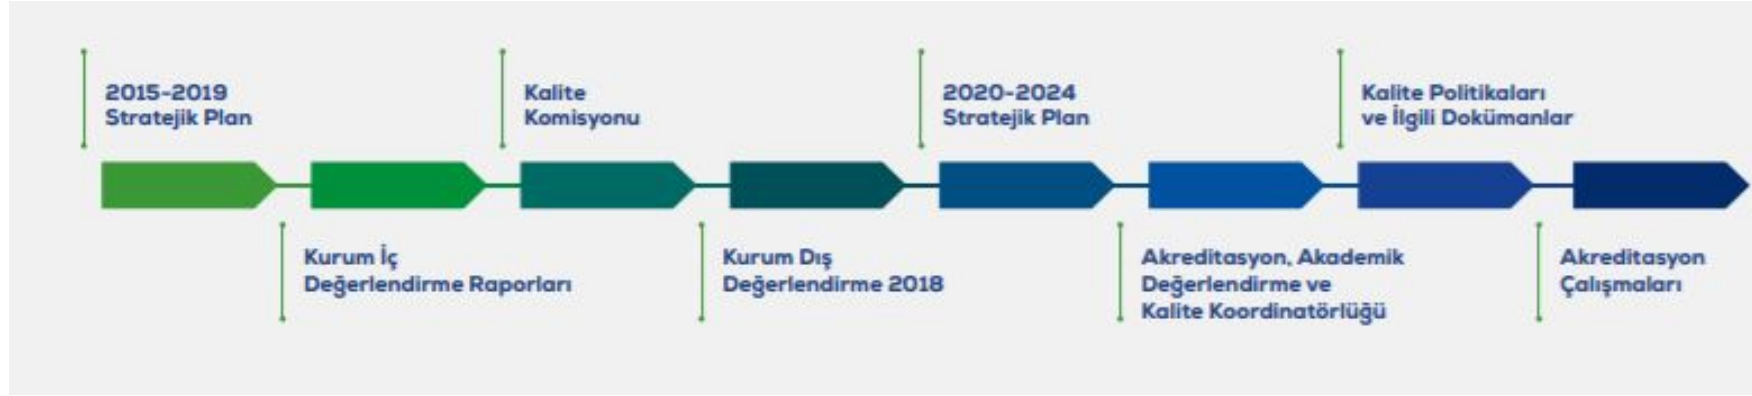 2015-2019
Stratejik Plan
Kurum İç
Değerlendirme Raporları
Kalite
Komisyonu
Kurum Dış
Değerlendirme 2018
2020-2024
Stratejik Plan
Akreditasyon, Akademik
Değerlendirme ve
Kalite Koordinatörlüğü
Kalite Politikaları
ve İlgili Dokümanlar
Akreditasyon
Çalışmaları